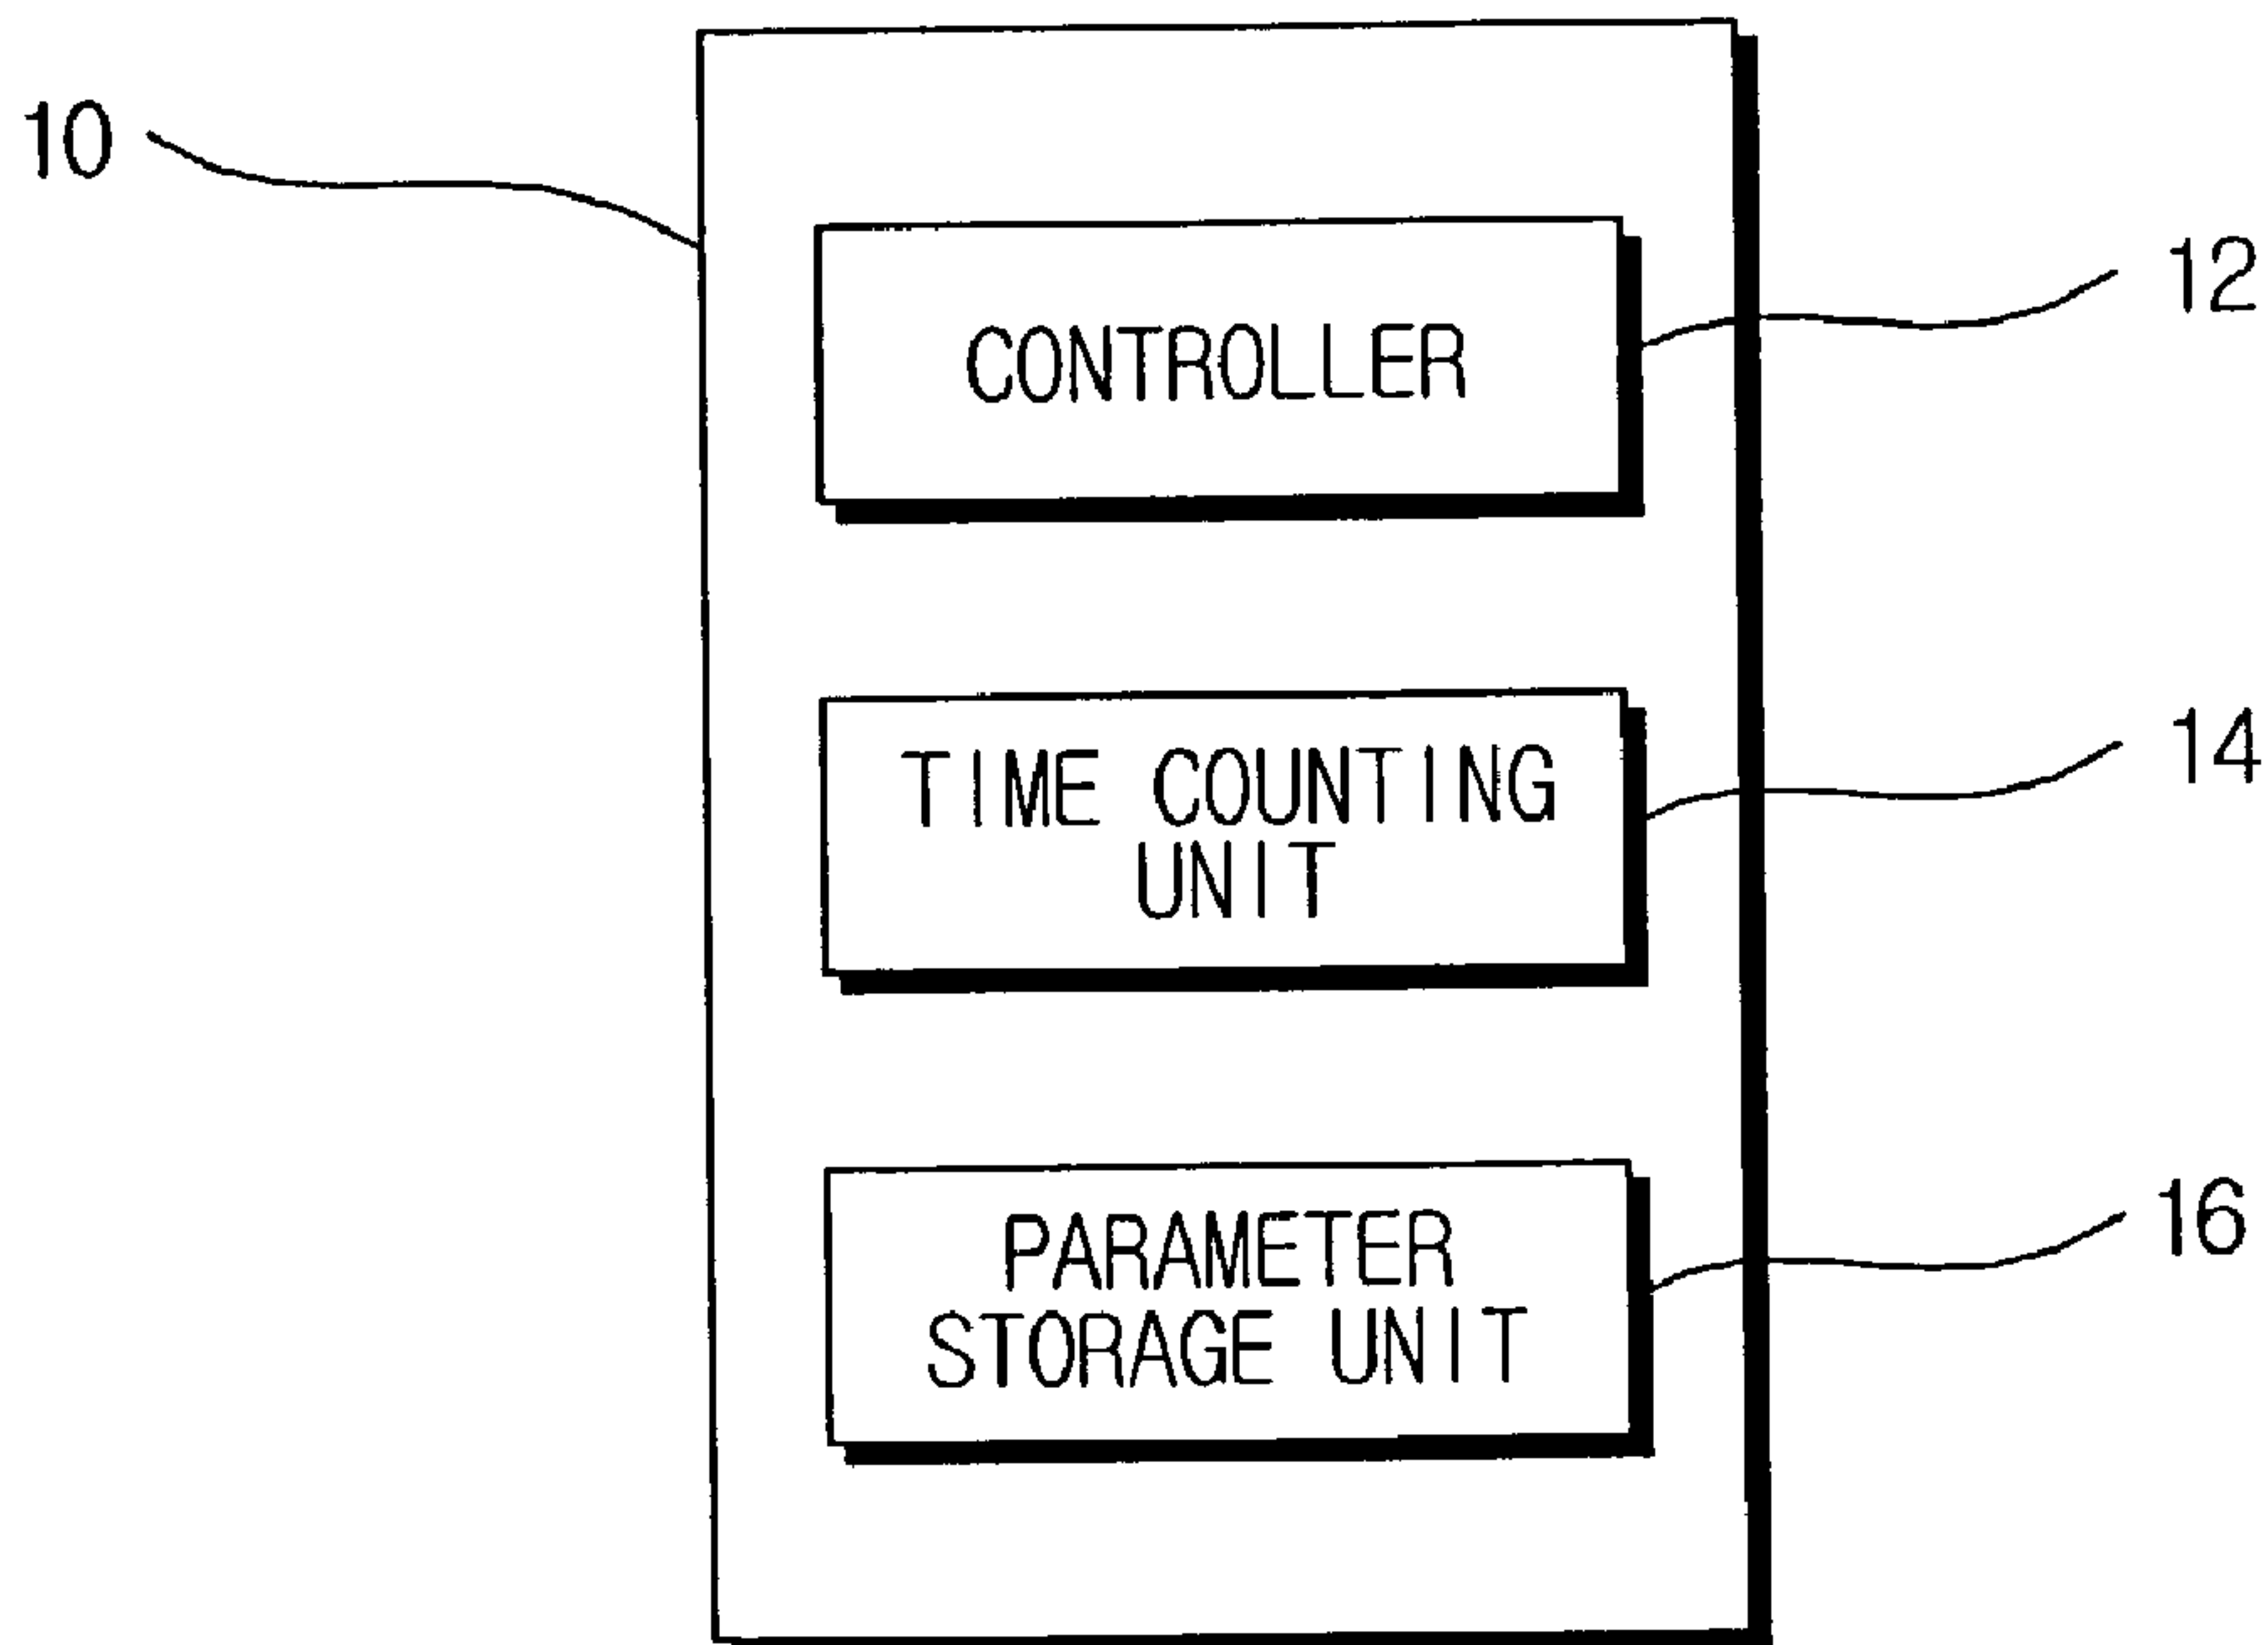 10
CONTROLLER
12
TIME COUNTING
UNIT
14
PARAMETER
STORAGE UNIT
16